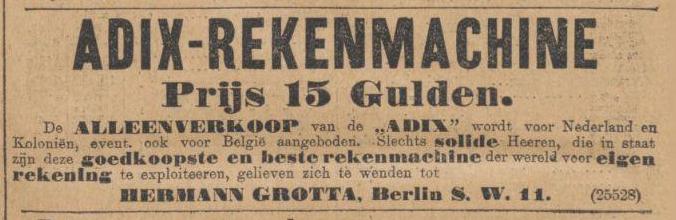 ADIX-REKENMACHINE
Prijs 15 Gulden.
De ALLEENVERKOOP van de „ADIX” wordt voor Nederland en
Koloniën, event. ook voor België aangeboden. Slechts solide Heeren, die in staat
zijn deze goedkoopste en beste rekenmachine der wereld voor eigen
rekening te exploiteeren, gelieven zich te wenden tot
HERMANN GROTTA, Berlin S. W. 11. (25528)